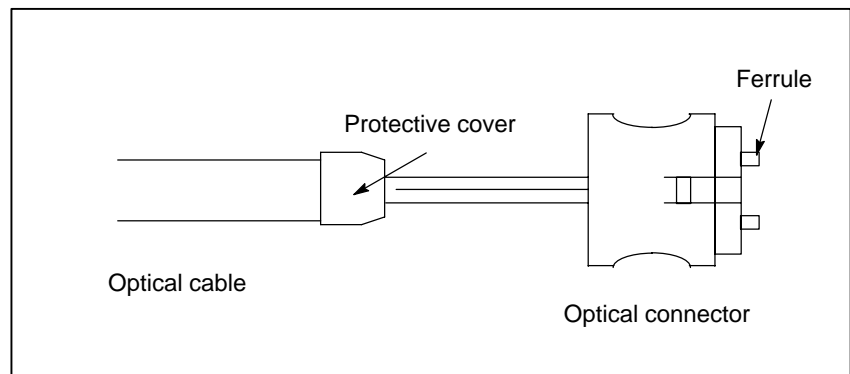 Ferrule
Protective cover
Optical cable
Optical connector